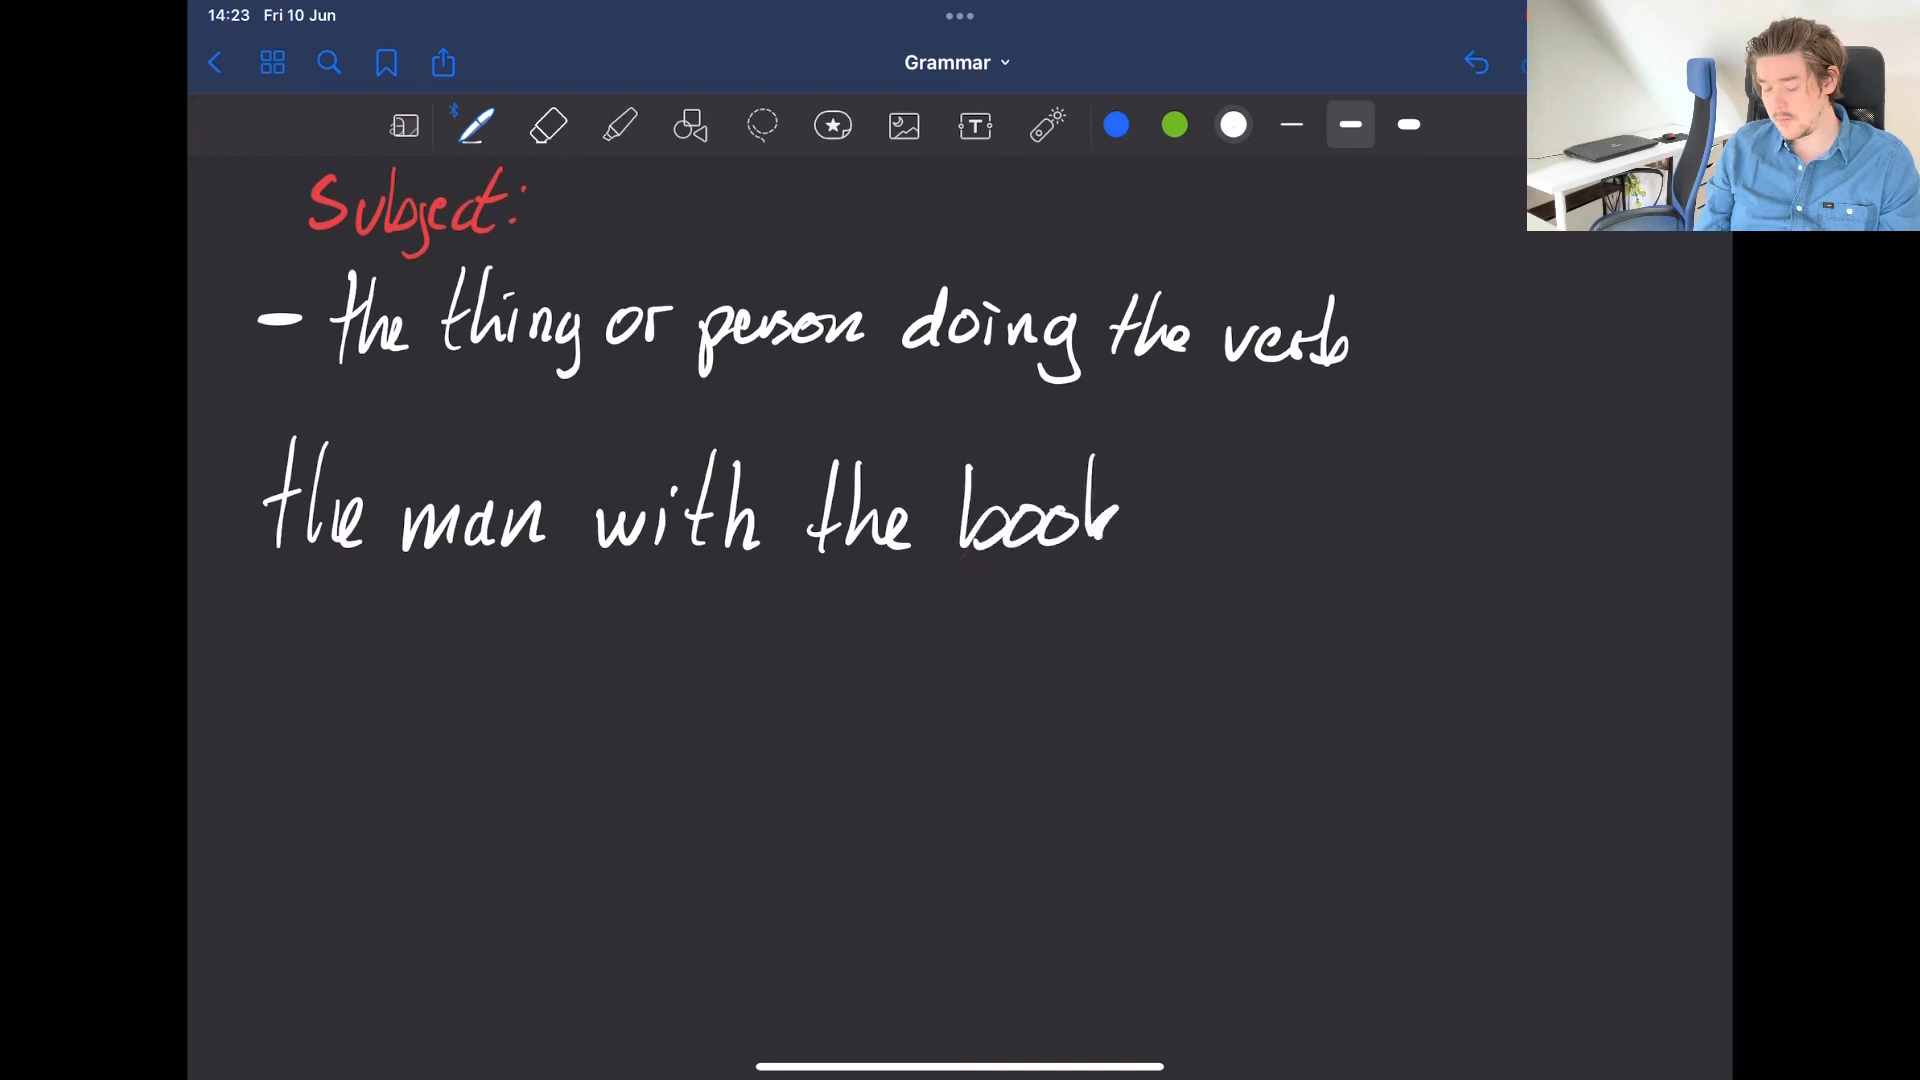 14:23 Fri 10 Jun
Grammar
Subject:
- the thing or person doing the verb
the man with the book